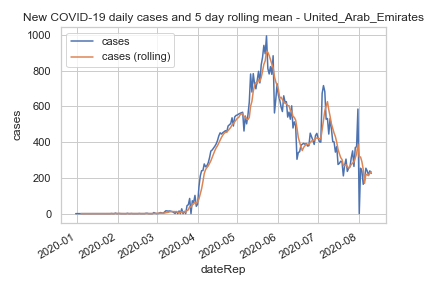 New COVID-19 daily cases and 5 day rolling mean - United_Arab_Emirates
cases
cases (rolling)
1000
800
600
400
200
0
cases
2020-01
2020-02
2020-03
2020-04
2020-05
2020-06
2020-07
2020-08
dateRep